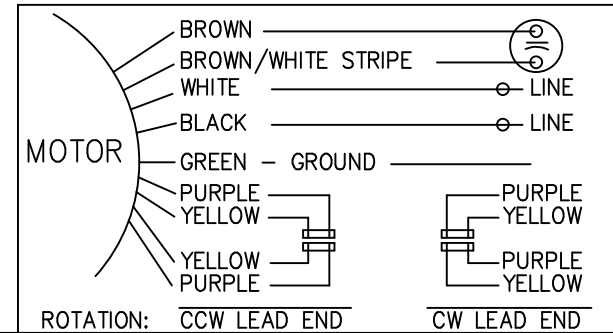 BROWN
BROWN/WHITE STRIPE
WHITE LINE
BLACK LINE
MOTOR
GREEN - GROUND
PURPLE PURPLE
YELLOW YELLOW
YELLOW PURPLE
PURPLE YELLOW
ROTATION: CCW LEAD END CW LEAD END